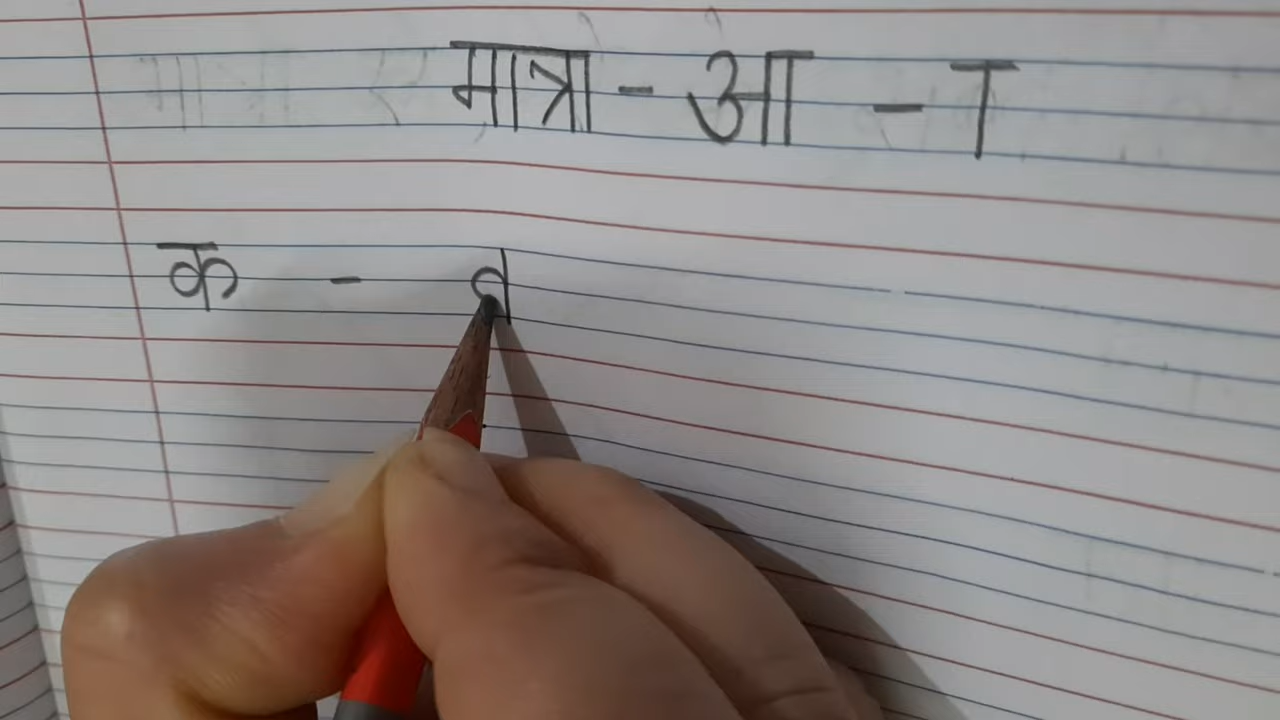 मात्रा - आ - ा
क -